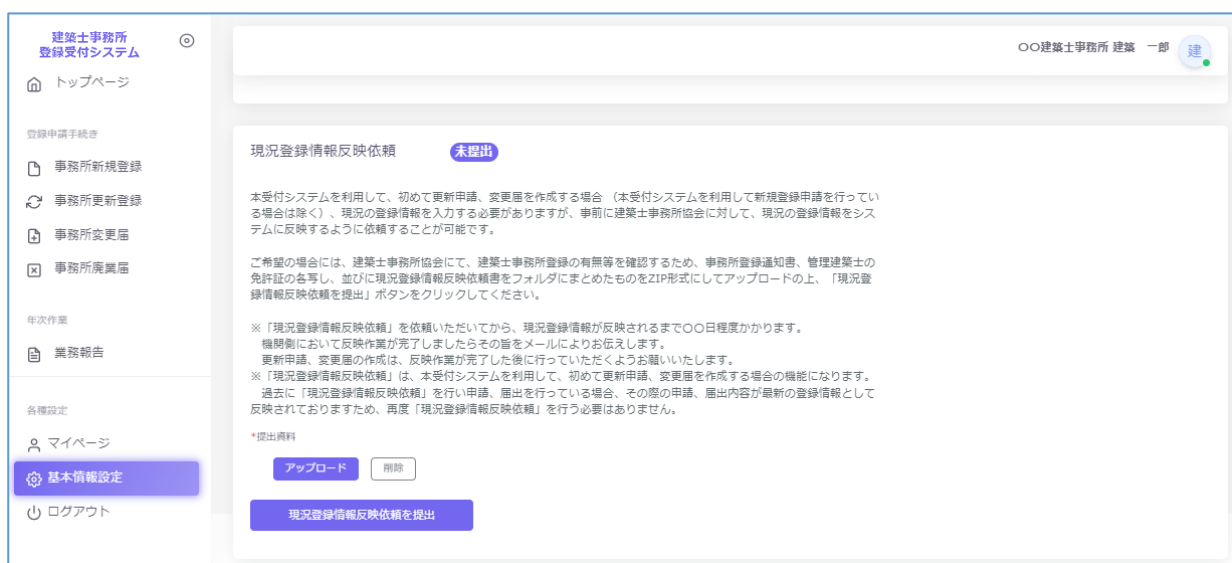 建築士事務所
登録受付システム
トップページ
登録申請手続き
事務所新規登録
事務所更新登録
事務所変更届
事務所廃業届
年次作業
業務報告
各種設定
マイページ
基本情報設定
ログアウト
〇〇建築士事務所 建築 一郎
建
現況登録情報反映依頼
未提出
本受付システムを利用して、初めて更新申請、変更届を作成する場合 （本受付システムを利用して新規登録申請を行ってい
る場合は除く）、現況の登録情報を入力する必要がありますが、事前に建築士事務所協会に対して、現況の登録情報をシス
テムに反映するように依頼することが可能です。
ご希望の場合には、建築士事務所協会にて、建築士事務所登録の有無等を確認するため、事務所登録通知書、管理建築士の
免許証の各写し、並びに現況登録情報反映依頼書をフォルダにまとめたものをZIP形式にしてアップロードの上、「現況登
録情報反映依頼を提出」ボタンをクリックしてください。
※「現況登録情報反映依頼」を依頼いただいてから、現況登録情報が反映されるまで〇〇日程度かかります。
機関側において反映作業が完了しましたらその旨をメールによりお伝えします。
更新申請、変更届の作成は、反映作業が完了した後に行っていただくようお願いいたします。
※「現況登録情報反映依頼」は、本受付システムを利用して、初めて更新申請、変更届を作成する場合の機能になります。
過去に「現況登録情報反映依頼」を行い申請、届出を行っている場合、その際の申請、届出内容が最新の登録情報として
反映されておりますため、再度「現況登録情報反映依頼」を行う必要はありません。
*提出資料
アップロード
削除
現況登録情報反映依頼を提出